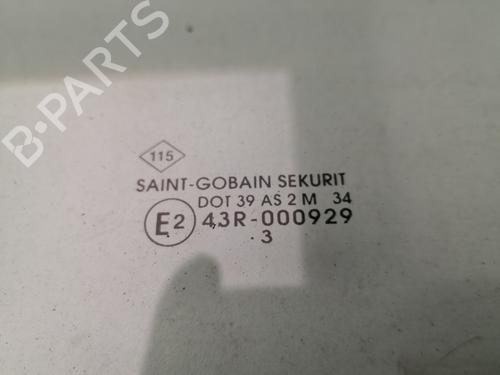 B-PARTS
115
SAINT-GOBAIN SEKURIT
DOT 39 AS 2 M 34
E2 43R-000929
. 3